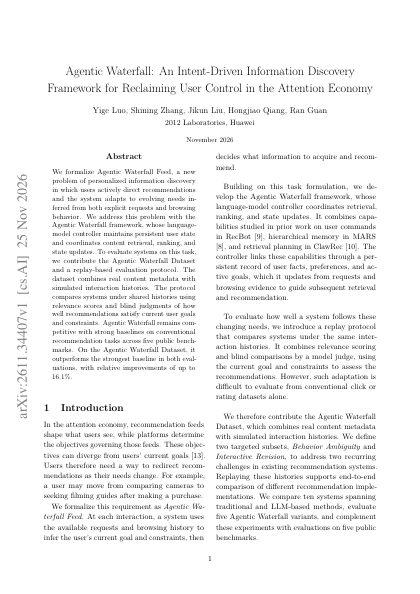 Agentic Waterfall: An Intent-Driven Information Discovery
Framework for Reclaiming User Control in the Attention Economy
Yige Luo, Shining Zhang, Jikun Liu, Hongjiao Qiang, Ran Guan
2012 Laboratories, Huawei
November 2026
arXiv:2611.34407v1 [cs.AI] 25 Nov 2026
Abstract
We formalize Agentic Waterfall Feed, a new
problem of personalized information discovery
in which users actively direct recommendations
and the system adapts to evolving needs in-
ferred from both explicit requests and browsing
behavior. We address this problem with the
Agentic Waterfall framework, whose language-
model controller maintains persistent user state
and coordinates content retrieval, ranking, and
state updates. To evaluate systems on this task,
we contribute the Agentic Waterfall Dataset
and a replay-based evaluation protocol. The
dataset combines real content metadata with
simulated interaction histories. The protocol
compares systems under shared histories using
relevance scores and blind judgments of how
well recommendations satisfy current user goals
and constraints. Agentic Waterfall remains com-
petitive with strong baselines on conventional
recommendation tasks across five public bench-
marks. On the Agentic Waterfall Dataset, it
outperforms the strongest baseline in both eval-
uations, with relative improvements of up to
16.1%.
1 Introduction
In the attention economy, recommendation feeds
shape what users see, while platforms determine
the objectives governing those feeds. These objec-
tives can diverge from users' current goals [13].
Users therefore need a way to redirect recom-
mendations as their needs change. For example,
a user may move from comparing cameras to
seeking filming guides after making a purchase.
We formalize this requirement as Agentic Wa-
terfall Feed. At each interaction, a system uses
the available requests and browsing history to
infer the user's current goal and constraints, then
decides what information to acquire and recom-
mend.
Building on this task formulation, we de-
velop the Agentic Waterfall framework, whose
language-model controller coordinates retrieval,
ranking, and state updates. It combines capa-
bilities studied in prior work on user commands
in RecBot [9], hierarchical memory in MARS
[8], and retrieval planning in ClawRec [10]. The
controller links these capabilities through a per-
sistent record of user facts, preferences, and ac-
tive goals, which it updates from requests and
browsing evidence to guide subsequent retrieval
and recommendation.
To evaluate how well a system follows these
changing needs, we introduce a replay protocol
that compares systems under the same inter-
action histories. It combines relevance scoring
and blind comparisons by a model judge, using
the current goal and constraints to assess the
recommendations. However, such adaptation is
difficult to evaluate from conventional click or
rating datasets alone.
We therefore contribute the Agentic Waterfall
Dataset, which combines real content metadata
with simulated interaction histories. We define
two targeted subsets, Behavior Ambiguity and
Interactive Revision, to address two recurring
challenges in existing recommendation systems.
Replaying these histories supports end-to-end
comparison of different recommendation imple-
mentations. We compare ten systems spanning
traditional and LLM-based methods, evaluate
five Agentic Waterfall variants, and complement
these experiments with evaluations on five public
benchmarks.
1